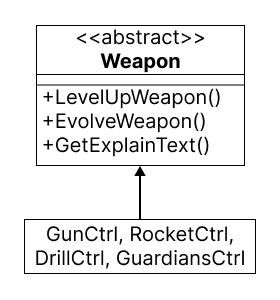 <<abstract>>
Weapon
+LevelUpWeapon()
+EvolveWeapon()
+GetExplainText()
GunCtrl, RocketCtrl,
DrillCtrl, GuardiansCtrl